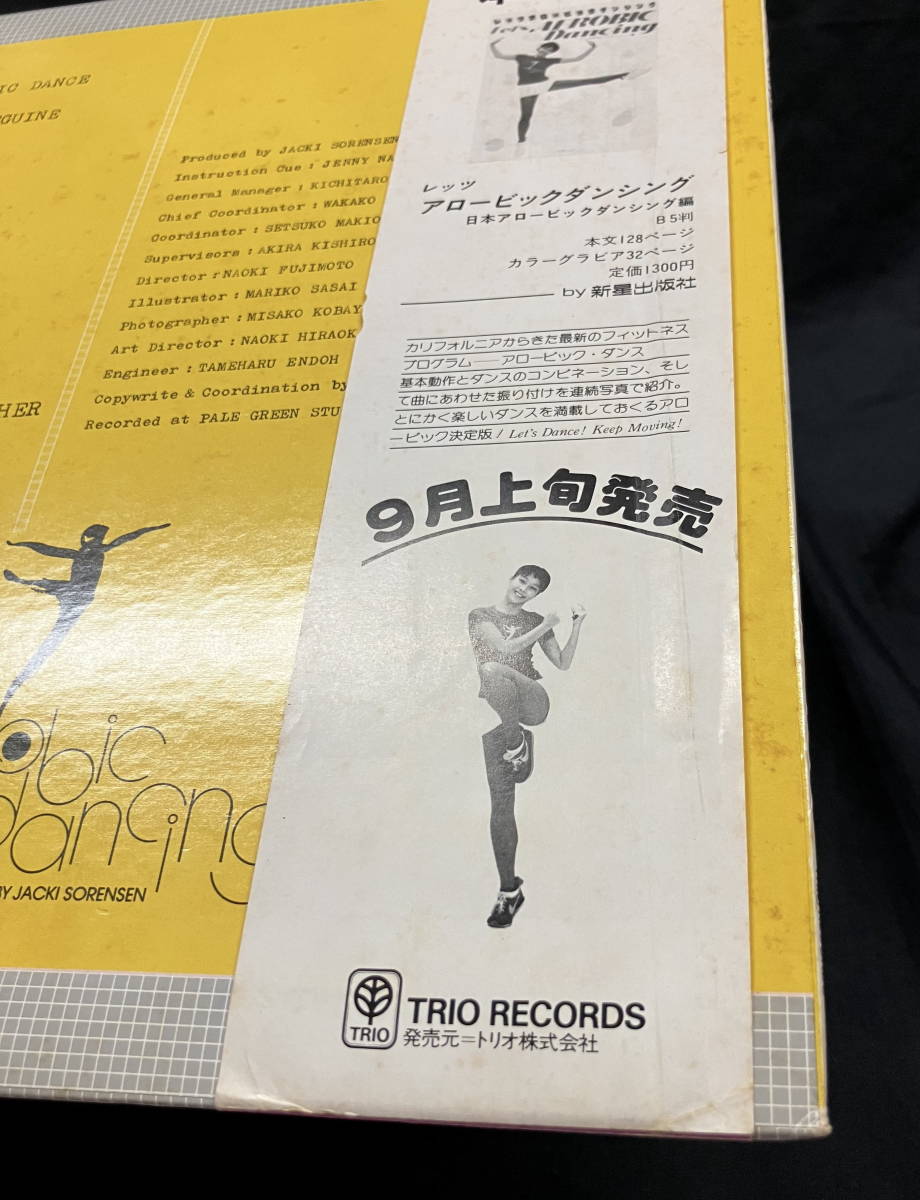 IC DANCE
GUINE
HER
Produced by JACKI SORENSEN
Instruction Cue : JENNY NA
General Manager : KICHITARO
Chief Coordinator : WAKAKO
Coordinator : SETSUKO MAKIO
Supervisors : AKIRA KISHIRO
Director : NAOKI FUJIMOTO
Illustrator : MARIKO SASAI
Photographer : MISAKO KOBAY
Art Director : NAOKI HIRAOK
Engineer : TAMEHARU ENDOH
Copywrite & Coordination by
Recorded at PALE GREEN STU
obic
dancing
BY JACKI SORENSEN
Let's AEROBIC
Dancing
レッツ
アロービックダンシング
日本アロービックダンシング編
B5判
本文128ページ
カラーグラビア32ページ
定価1300円
by 新星出版社
カリフォルニアからきた最新のフィットネス
プログラム——アロービック・ダンス
基本動作とダンスのコンビネーション、そし
て曲にあわせた振り付けを連続写真で紹介。
とにかく楽しいダンスを満載しておくるアロ
ービック決定版! Let's Dance! Keep Moving!
9月上旬発売
TRIO
TRIO RECORDS
発売元=トリオ株式会社